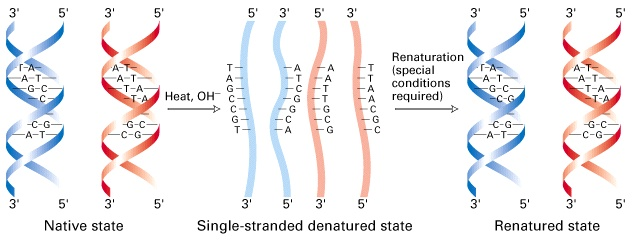 3' 5' 3' 5'
T-A
A-T
G-C
C
C-G
A-T
A-T
A-T
T-A
T-A
G-C
C-G
3' 5' 3' 5'
Native state
Heat, OH⁻
5' 3' 5' 3'
T A A T
A T A T
G C T A
C G T A
C G G C
G C C G
T A G C
3' 5' 3' 5'
Single-stranded denatured state
Renaturation
(special
conditions
required)
3' 5' 3' 5'
T-A
A-T
G-C
C-G
C-G
A-T
A-T
A-T
T-A
T-A
G-C
C-G
3' 5' 3' 5'
Renatured state